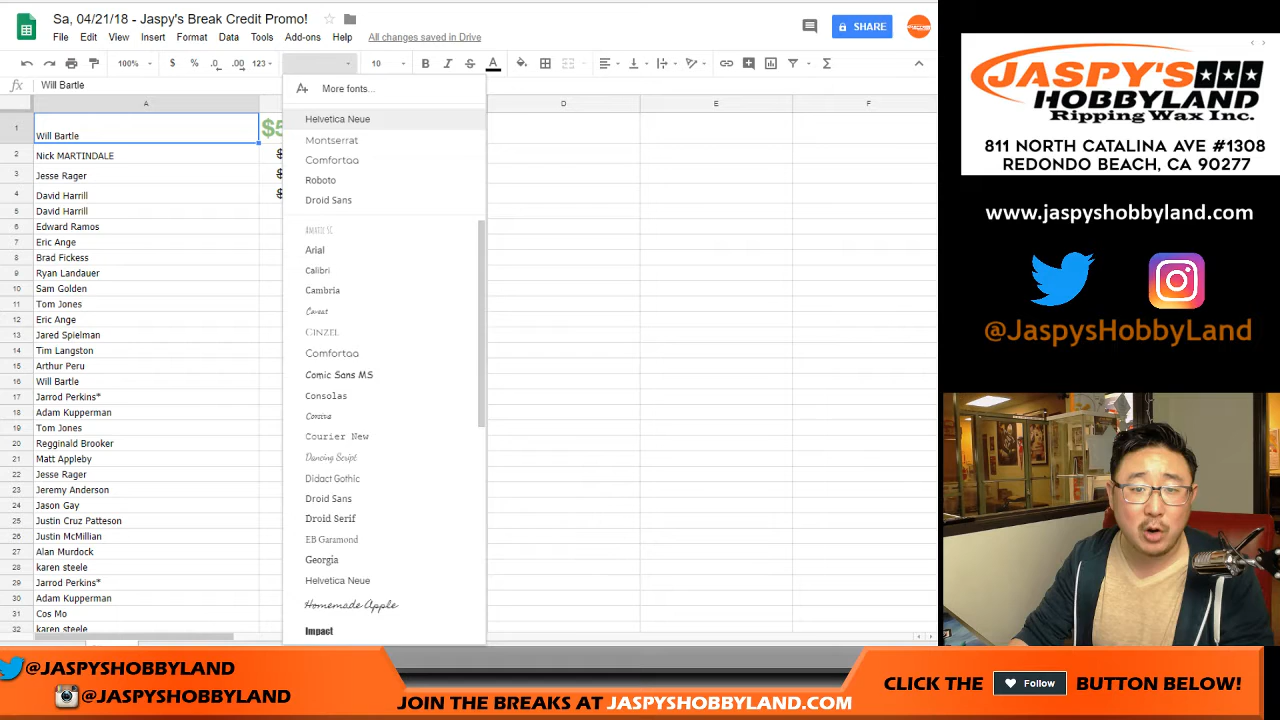 Sa, 04/21/18 - Jaspy's Break Credit Promo!
File Edit View Insert Format Data Tools Add-ons Help All changes saved in Drive
SHARE
100% $ % .0 .00 123 10 B I S A
fx Will Bartle
A D E F
1 Will Bartle $5
2 Nick MARTINDALE $
3 Jesse Rager $
4 David Harrill $
5 David Harrill
6 Edward Ramos
7 Eric Ange
8 Brad Fickess
9 Ryan Landauer
10 Sam Golden
11 Tom Jones
12 Eric Ange
13 Jared Spielman
14 Tim Langston
15 Arthur Peru
16 Will Bartle
17 Jarrod Perkins*
18 Adam Kupperman
19 Tom Jones
20 Regginald Brooker
21 Matt Appleby
22 Jesse Rager
23 Jeremy Anderson
24 Jason Gay
25 Justin Cruz Patteson
26 Justin McMillian
27 Alan Murdock
28 karen steele
29 Jarrod Perkins*
30 Adam Kupperman
31 Cos Mo
32 karen steele
More fonts...
Helvetica Neue
Montserrat
Comfortaa
Roboto
Droid Sans
Amatic SC
Arial
Calibri
Cambria
Caveat
Cinzel
Comfortaa
Comic Sans MS
Consolas
Corsiva
Courier New
Dancing Script
Didact Gothic
Droid Sans
Droid Serif
EB Garamond
Georgia
Helvetica Neue
Homemade Apple
Impact
JASPY'S
HOBBYLAND
Ripping Wax Inc.
811 NORTH CATALINA AVE #1308
REDONDO BEACH, CA 90277
www.jaspyshobbyland.com
@JaspysHobbyLand
@JASPYSHOBBYLAND
@JASPYSHOBBYLAND
JOIN THE BREAKS AT JASPYSHOBBYLAND.COM
CLICK THE Follow BUTTON BELOW!